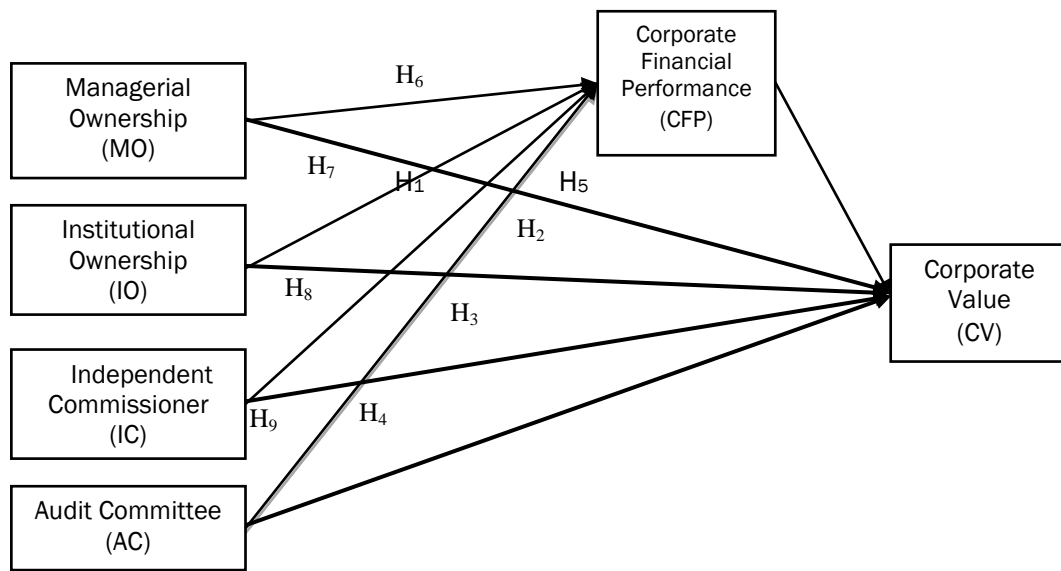 Corporate
Financial
Performance
(CFP)
Managerial
Ownership
(MO)
H6
H7
H1
H5
Institutional
Ownership
(IO)
H2
H8
H3
Corporate
Value
(CV)
Independent
Commissioner
(IC)
H9
H4
Audit Committee
(AC)